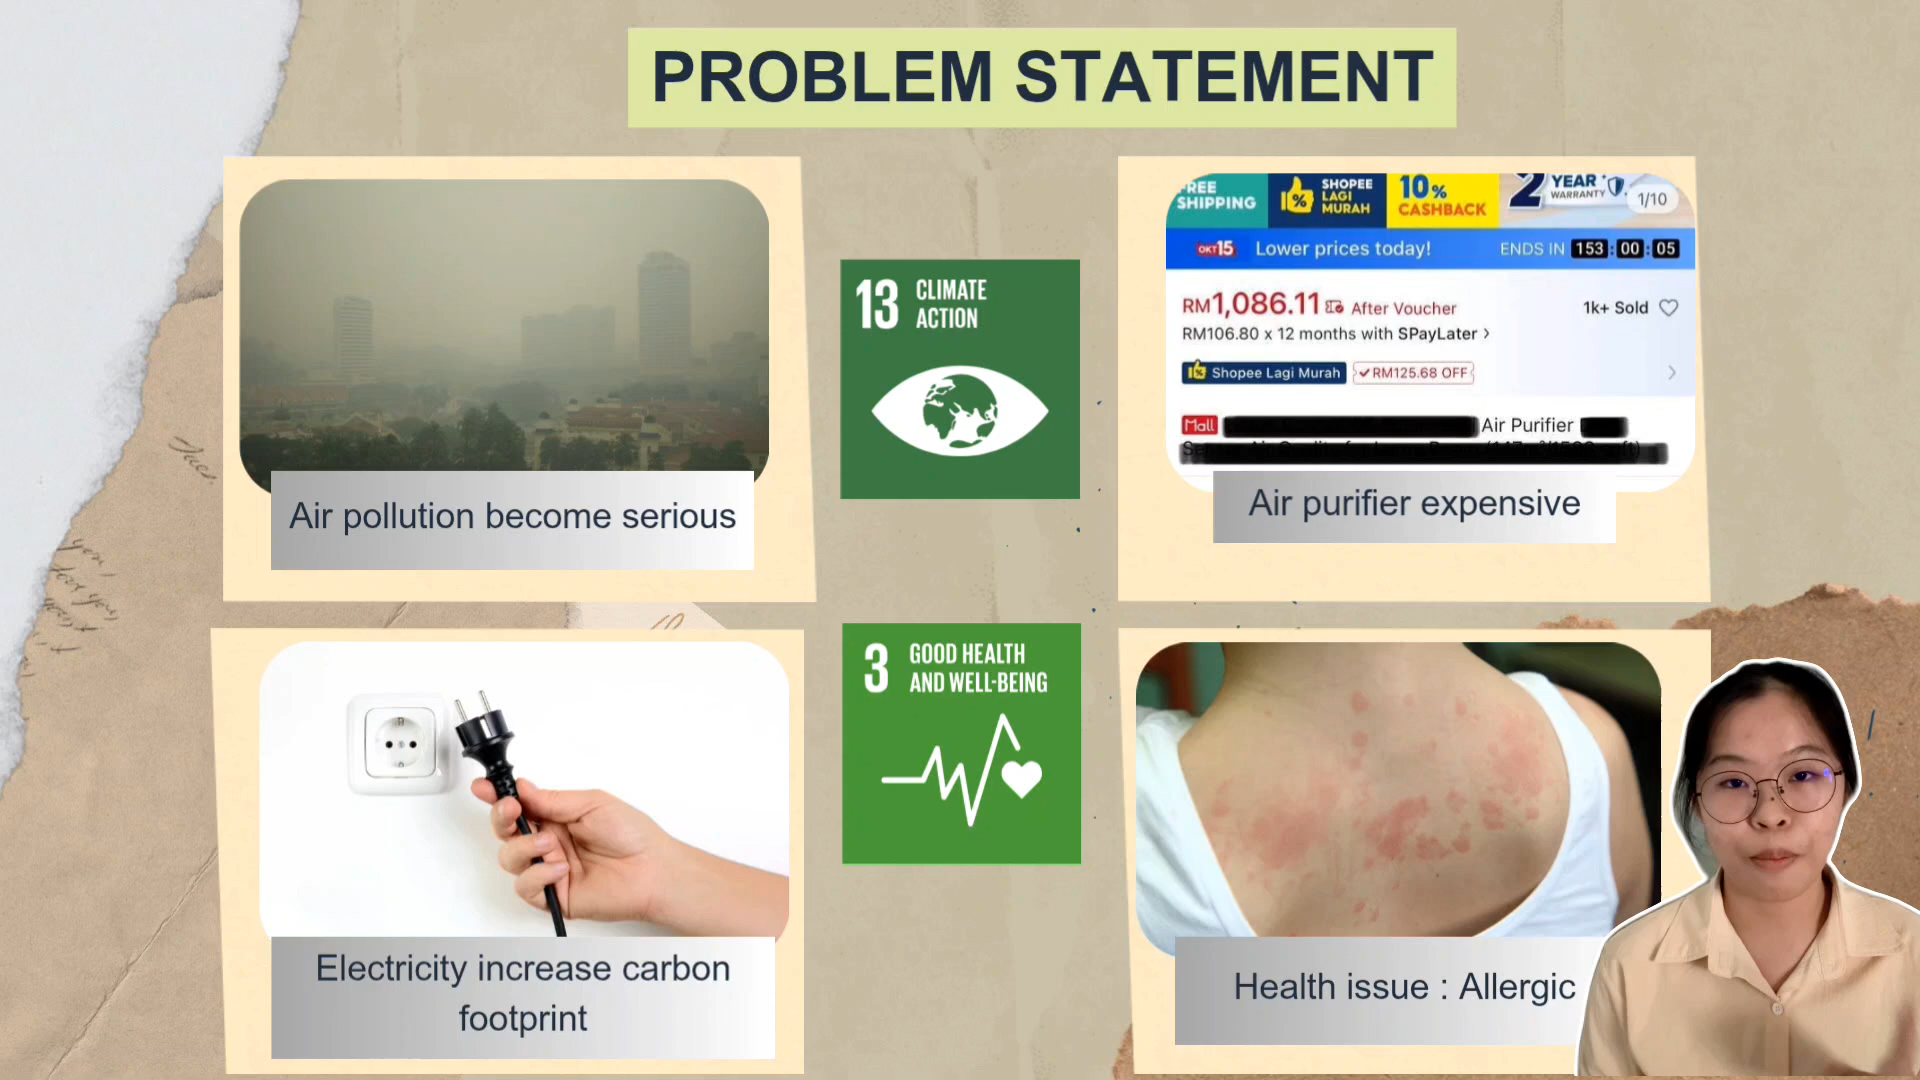 PROBLEM STATEMENT
Air pollution become serious
13 CLIMATE
ACTION
FREE
SHIPPING
SHOPEE
LAGI
MURAH
10%
CASHBACK
2 YEAR
WARRANTY
1/10
OKT15 Lower prices today! ENDS IN 153:00:05
RM1,086.11 After Voucher 1k+ Sold
RM106.80 x 12 months with SPayLater >
Shopee Lagi Murah RM125.68 OFF
Mall Air Purifier
Air purifier expensive
Electricity increase carbon
footprint
3 GOOD HEALTH
AND WELL-BEING
Health issue : Allergic